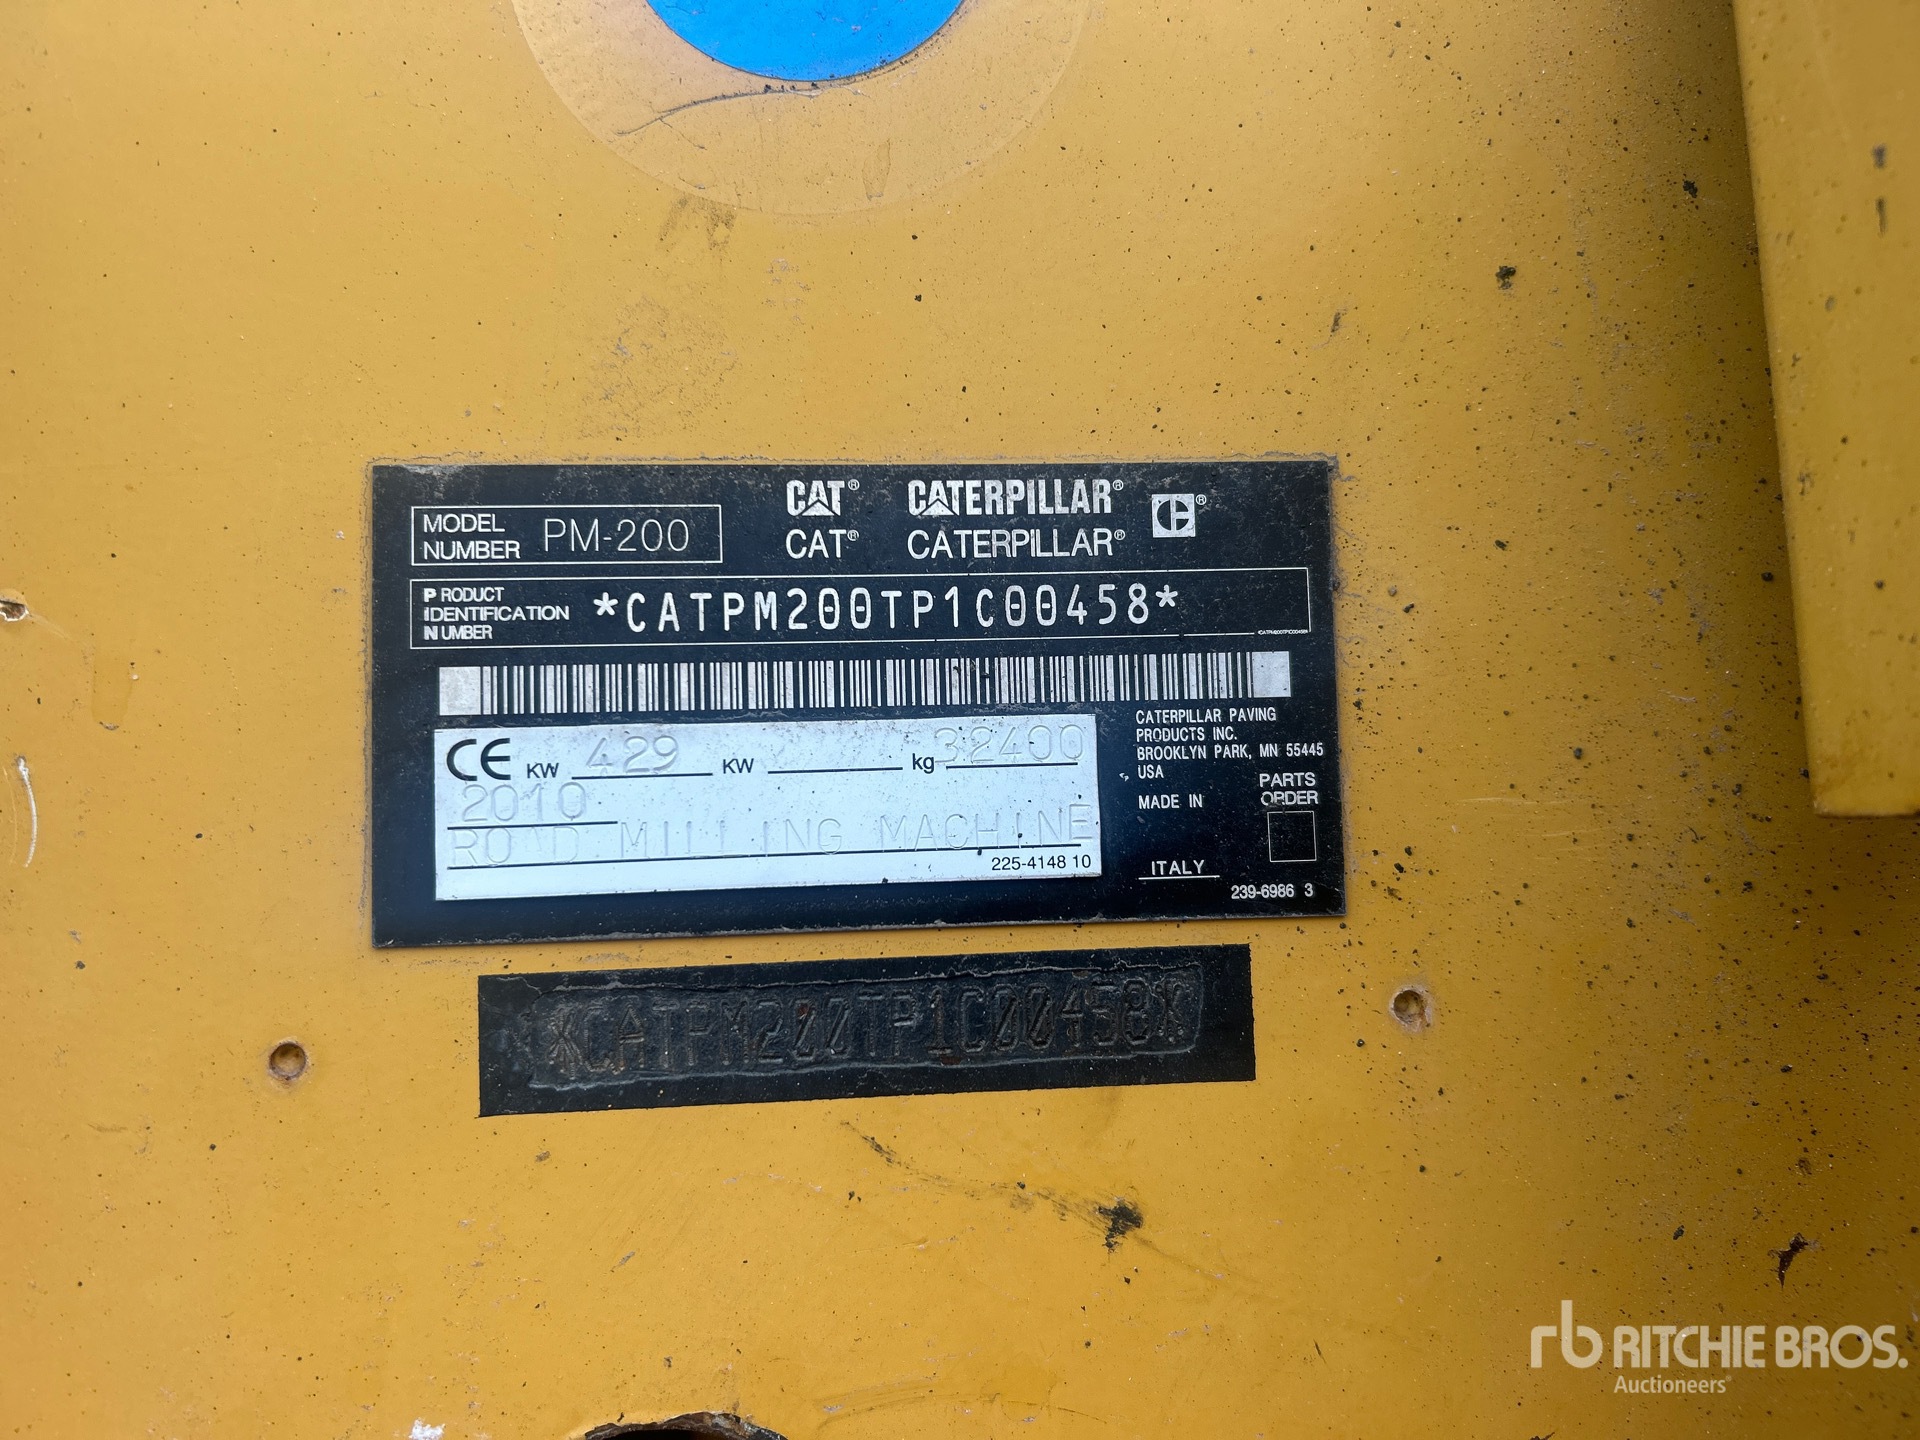 MODEL NUMBER PM-200
CAT® CATERPILLAR®
CAT® CATERPILLAR®
PRODUCT IDENTIFICATION NUMBER *CATPM200TP1C00458*
*CATPM200TP1C00458*
CE KW 429 KW kg 32400
2010
ROAD MILLING MACHINE
225-4148 10
CATERPILLAR PAVING
PRODUCTS INC.
BROOKLYN PARK, MN 55445
USA
MADE IN
ITALY
PARTS
ORDER
239-6986 3
*CATPM200TP1C00458*
rb RITCHIE BROS.
Auctioneers